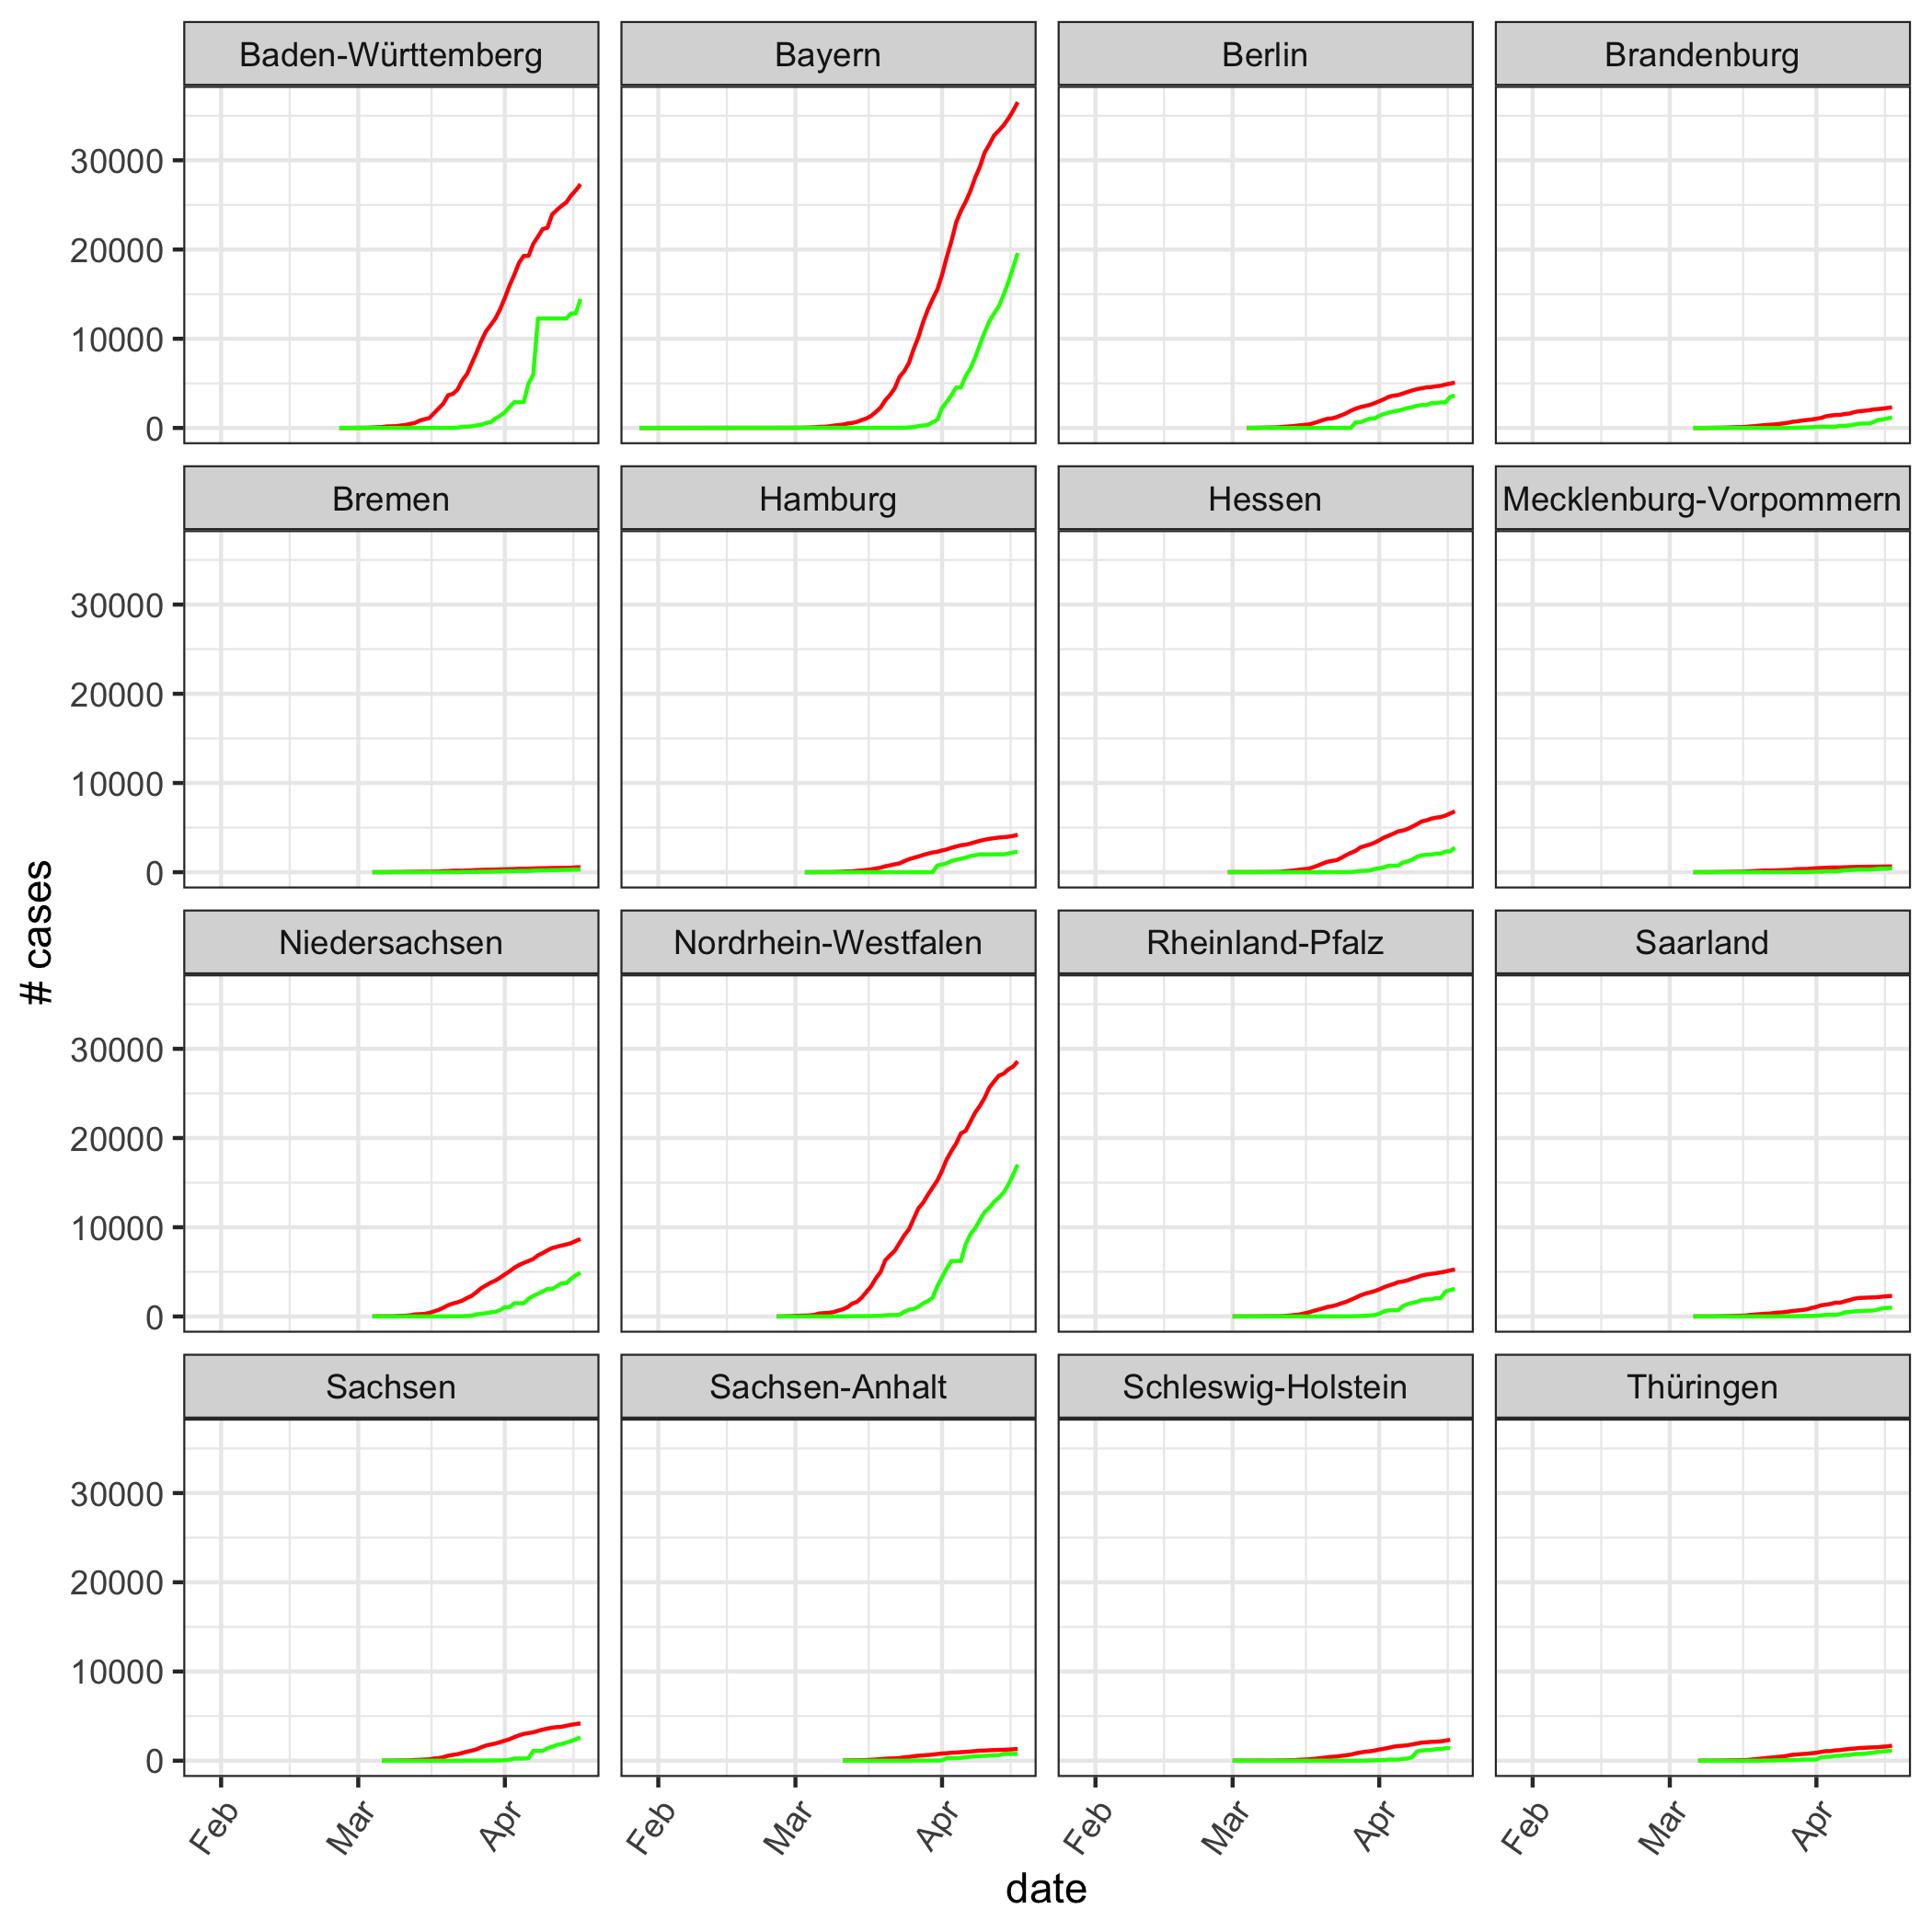 Baden-Württemberg
Bayern
Berlin
Brandenburg
30000
20000
10000
0
Bremen
Hamburg
Hessen
Mecklenburg-Vorpommern
30000
20000
10000
0
Niedersachsen
Nordrhein-Westfalen
Rheinland-Pfalz
Saarland
30000
20000
10000
0
Sachsen
Sachsen-Anhalt
Schleswig-Holstein
Thüringen
30000
20000
10000
0
# cases
Feb
Mar
Apr
Feb
Mar
Apr
Feb
Mar
Apr
Feb
Mar
Apr
date